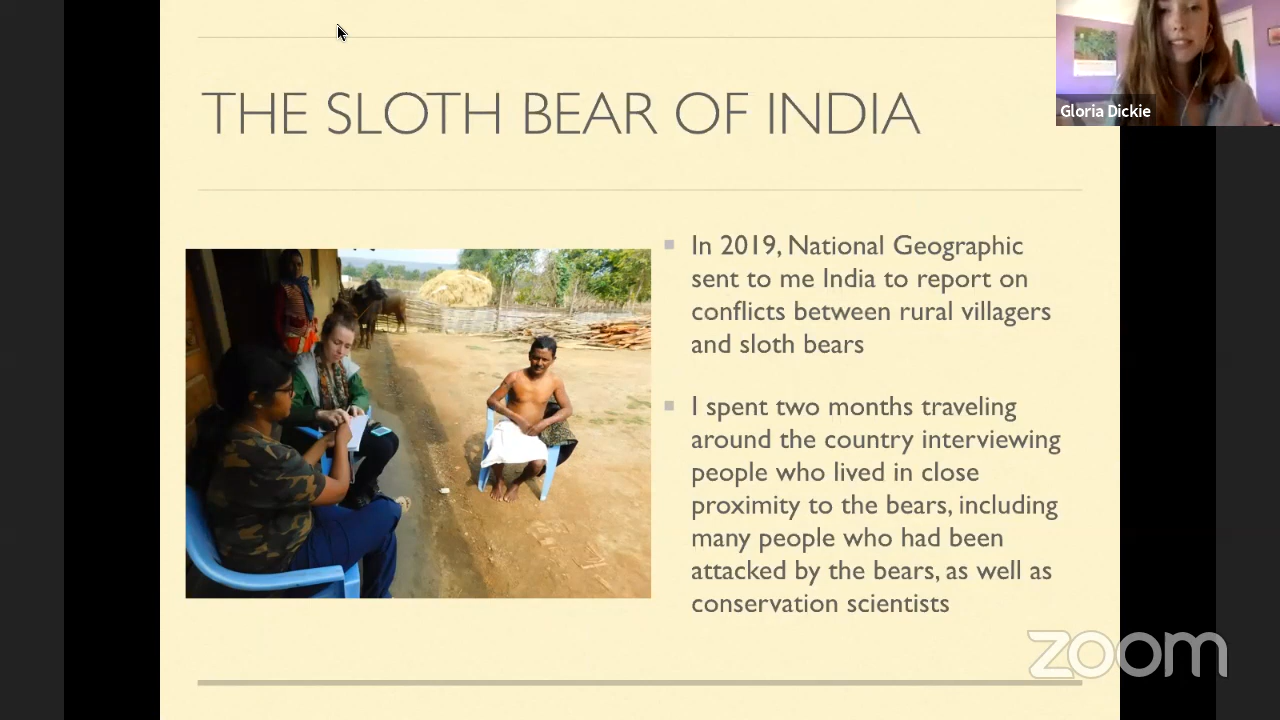 THE SLOTH BEAR OF INDIA
Gloria Dickie
In 2019, National Geographic
sent to me India to report on
conflicts between rural villagers
and sloth bears
I spent two months traveling
around the country interviewing
people who lived in close
proximity to the bears, including
many people who had been
attacked by the bears, as well as
conservation scientists
zoom